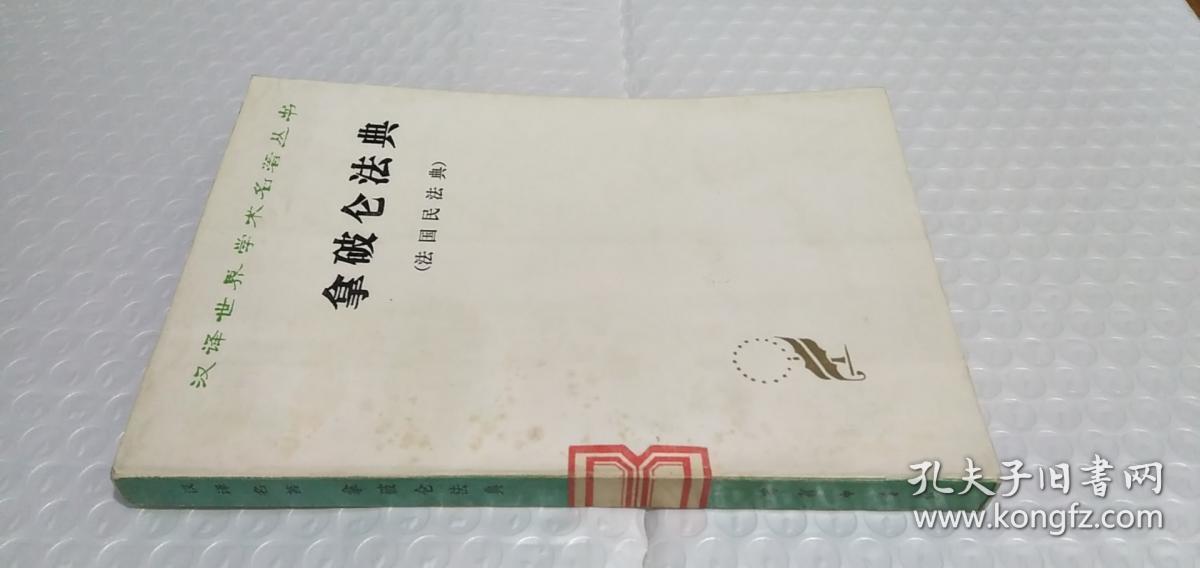 汉译世界学术名著丛书
拿破仑法典
(法国民法典)
汉译名著 拿破仑法典
孔夫子旧书网
www.kongfz.com